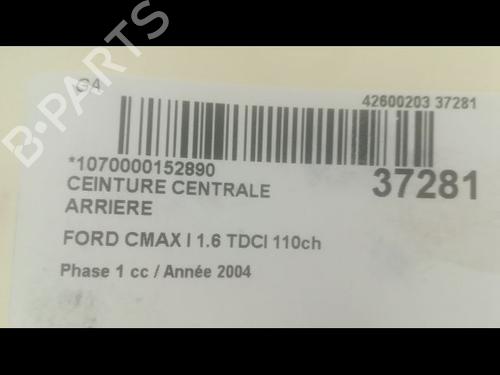 G4
B-PARTS
42600203 37281
*1070000152890
37281
CEINTURE CENTRALE
ARRIERE
FORD CMAX I 1.6 TDCI 110ch
Phase 1 cc / Année 2004